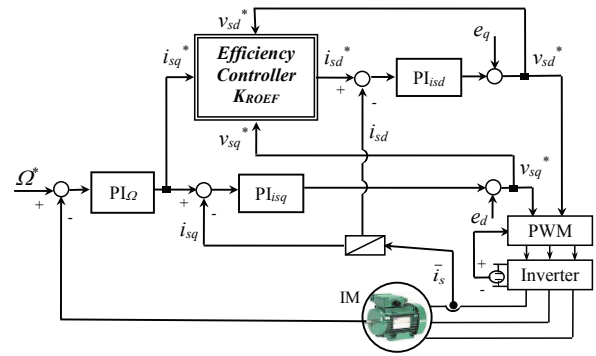 v_sd*
e_q
i_sq*
Efficiency
Controller
K_ROEF
i_sd*
v_sd*
PI_isd
+
-
i_sd
v_sq*
v_sq*
Ω*
PI_Ω
PI_isq
+
-
+
-
e_d
i_sq
PWM
i̅_s
+
-
Inverter
IM